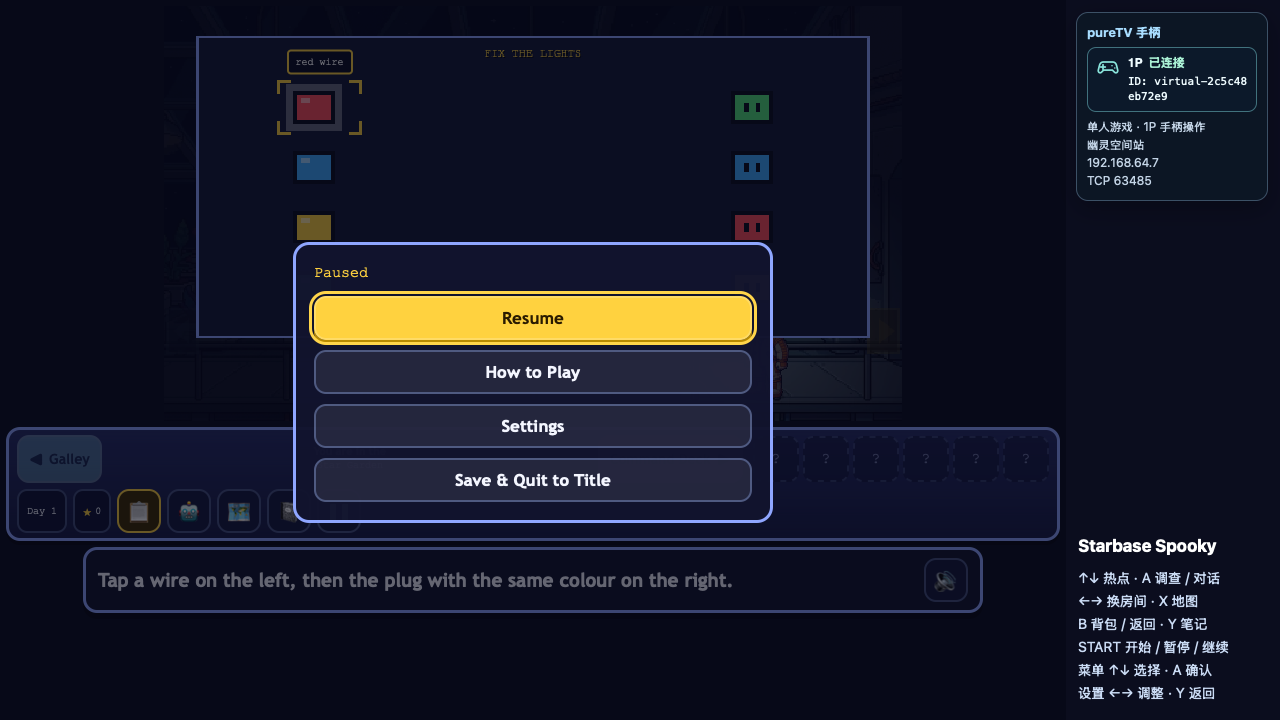 FIX THE LIGHTS
red wire
Paused
Resume
How to Play
Settings
Save & Quit to Title
◀ Galley
? ? ? ? ? ?
Day 1
★ 0
Tap a wire on the left, then the plug with the same colour on the right.
pureTV 手柄
1P 已连接
ID: virtual-2c5c48
eb72e9
单人游戏 · 1P 手柄操作
幽灵空间站
192.168.64.7
TCP 63485
Starbase Spooky
↑↓ 热点 · A 调查 / 对话
←→ 换房间 · X 地图
B 背包 / 返回 · Y 笔记
START 开始 / 暂停 / 继续
菜单 ↑↓ 选择 · A 确认
设置 ←→ 调整 · Y 返回